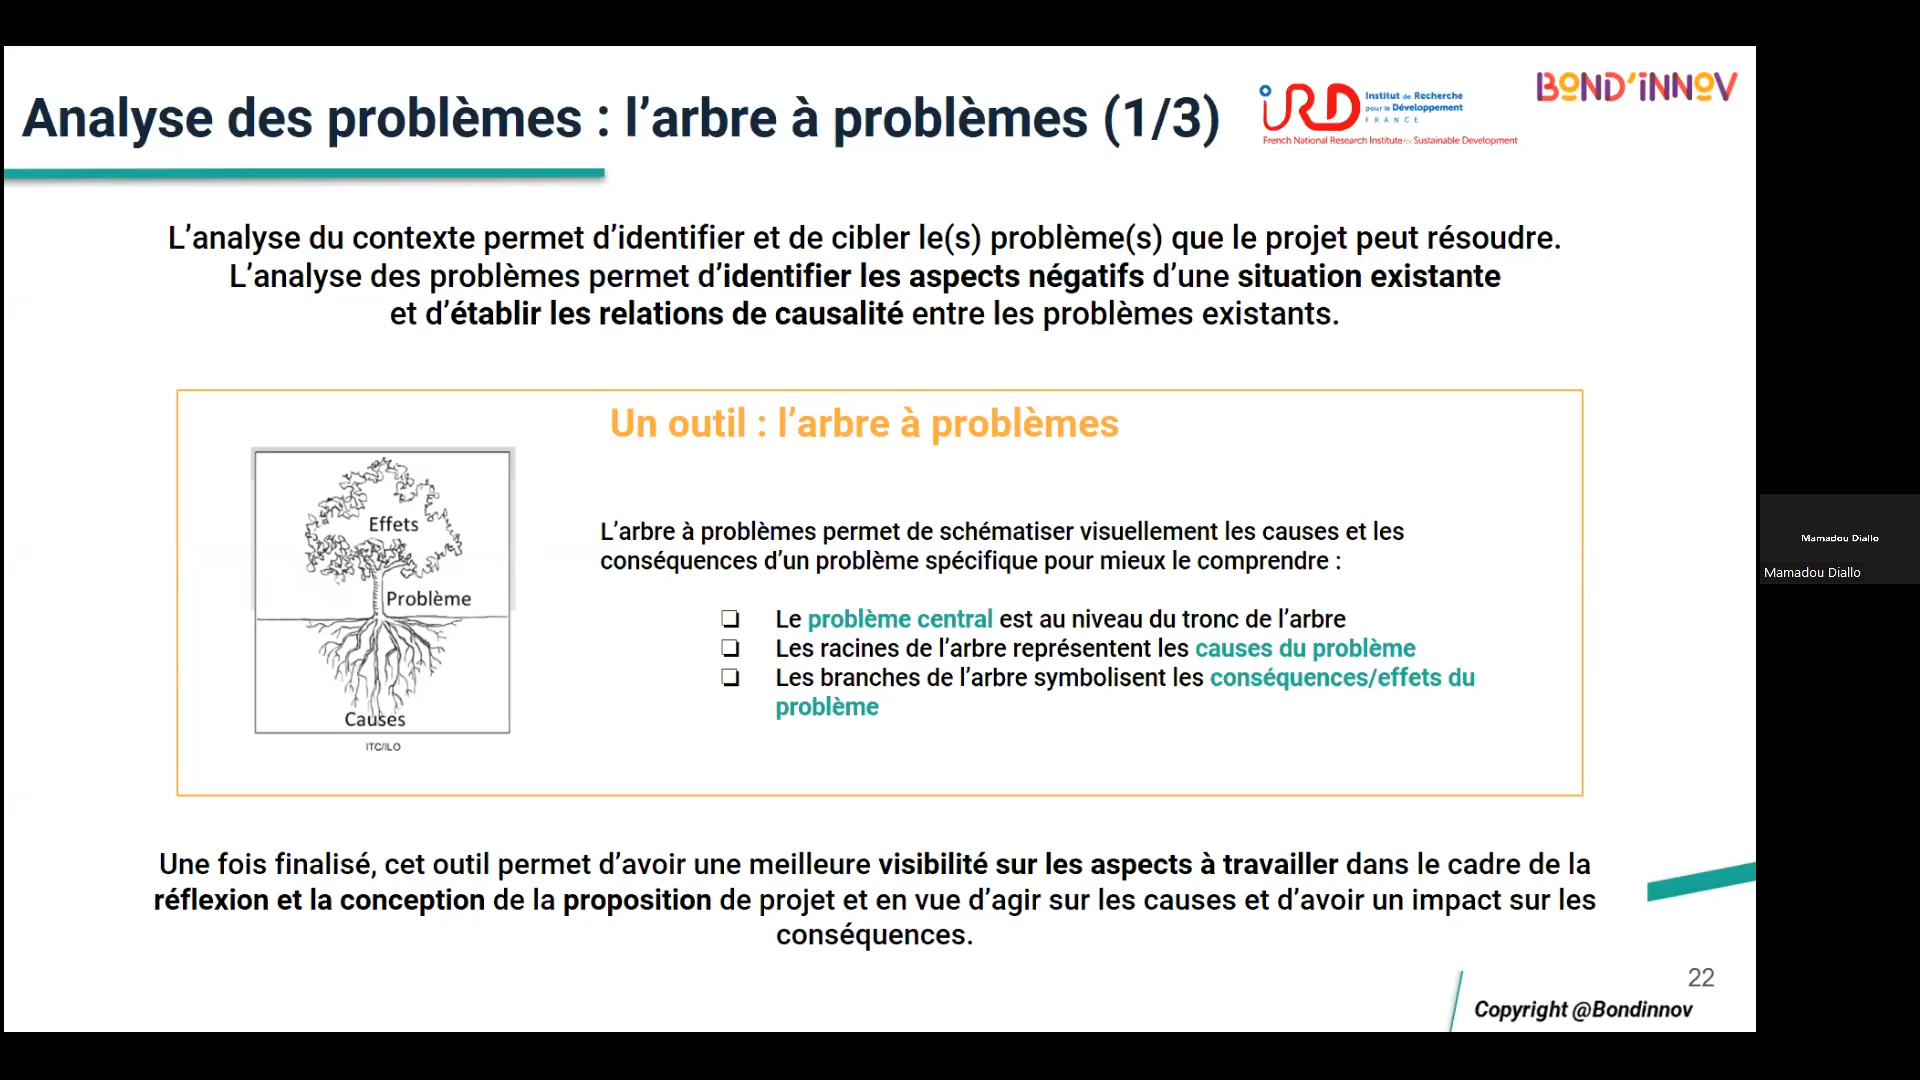 Analyse des problèmes : l’arbre à problèmes (1/3)
iRD
Institut de Recherche
pour le Développement
FRANCE
French National Research Institute for Sustainable Development
BOND'iNNOV
L’analyse du contexte permet d’identifier et de cibler le(s) problème(s) que le projet peut résoudre.
L’analyse des problèmes permet d’identifier les aspects négatifs d’une situation existante
et d’établir les relations de causalité entre les problèmes existants.
Un outil : l’arbre à problèmes
Effets
Problème
Causes
ITC/ILO
L’arbre à problèmes permet de schématiser visuellement les causes et les
conséquences d’un problème spécifique pour mieux le comprendre :
❏ Le problème central est au niveau du tronc de l’arbre
❏ Les racines de l’arbre représentent les causes du problème
❏ Les branches de l’arbre symbolisent les conséquences/effets du
problème
Une fois finalisé, cet outil permet d’avoir une meilleure visibilité sur les aspects à travailler dans le cadre de la
réflexion et la conception de la proposition de projet et en vue d’agir sur les causes et d’avoir un impact sur les
conséquences.
22
Copyright @Bondinnov
Mamadou Diallo
Mamadou Diallo